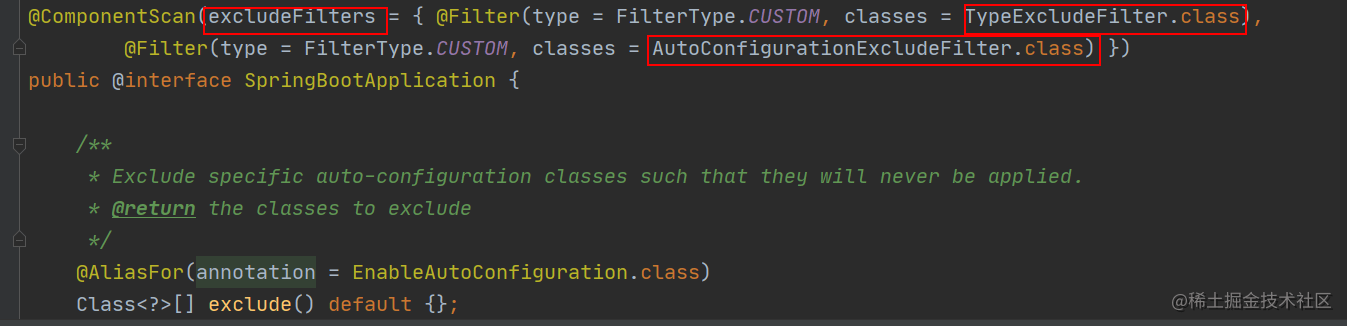 @ComponentScan(excludeFilters = { @Filter(type = FilterType.CUSTOM, classes = TypeExcludeFilter.class),
@Filter(type = FilterType.CUSTOM, classes = AutoConfigurationExcludeFilter.class) })
public @interface SpringBootApplication {
/**
* Exclude specific auto-configuration classes such that they will never be applied.
* @return the classes to exclude
*/
@AliasFor(annotation = EnableAutoConfiguration.class)
Class<?>[] exclude() default {};
@稀土掘金技术社区